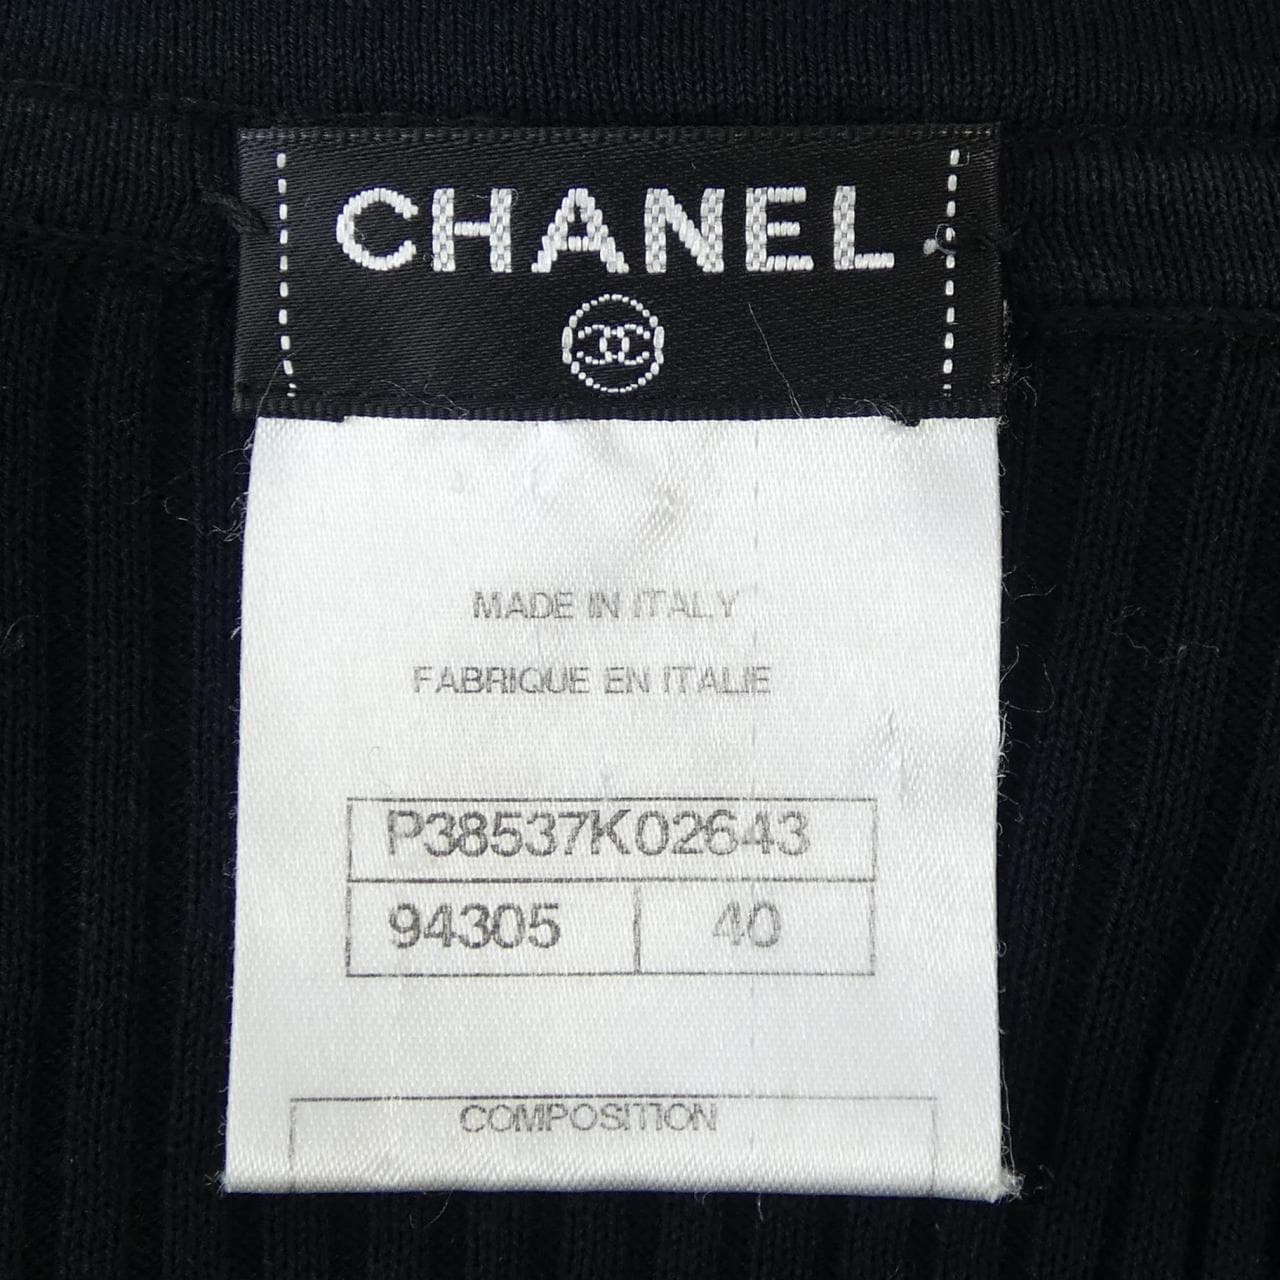 CHANEL
MADE IN ITALY
FABRIQUE EN ITALIE
P38537K02643
94305 40
COMPOSITION